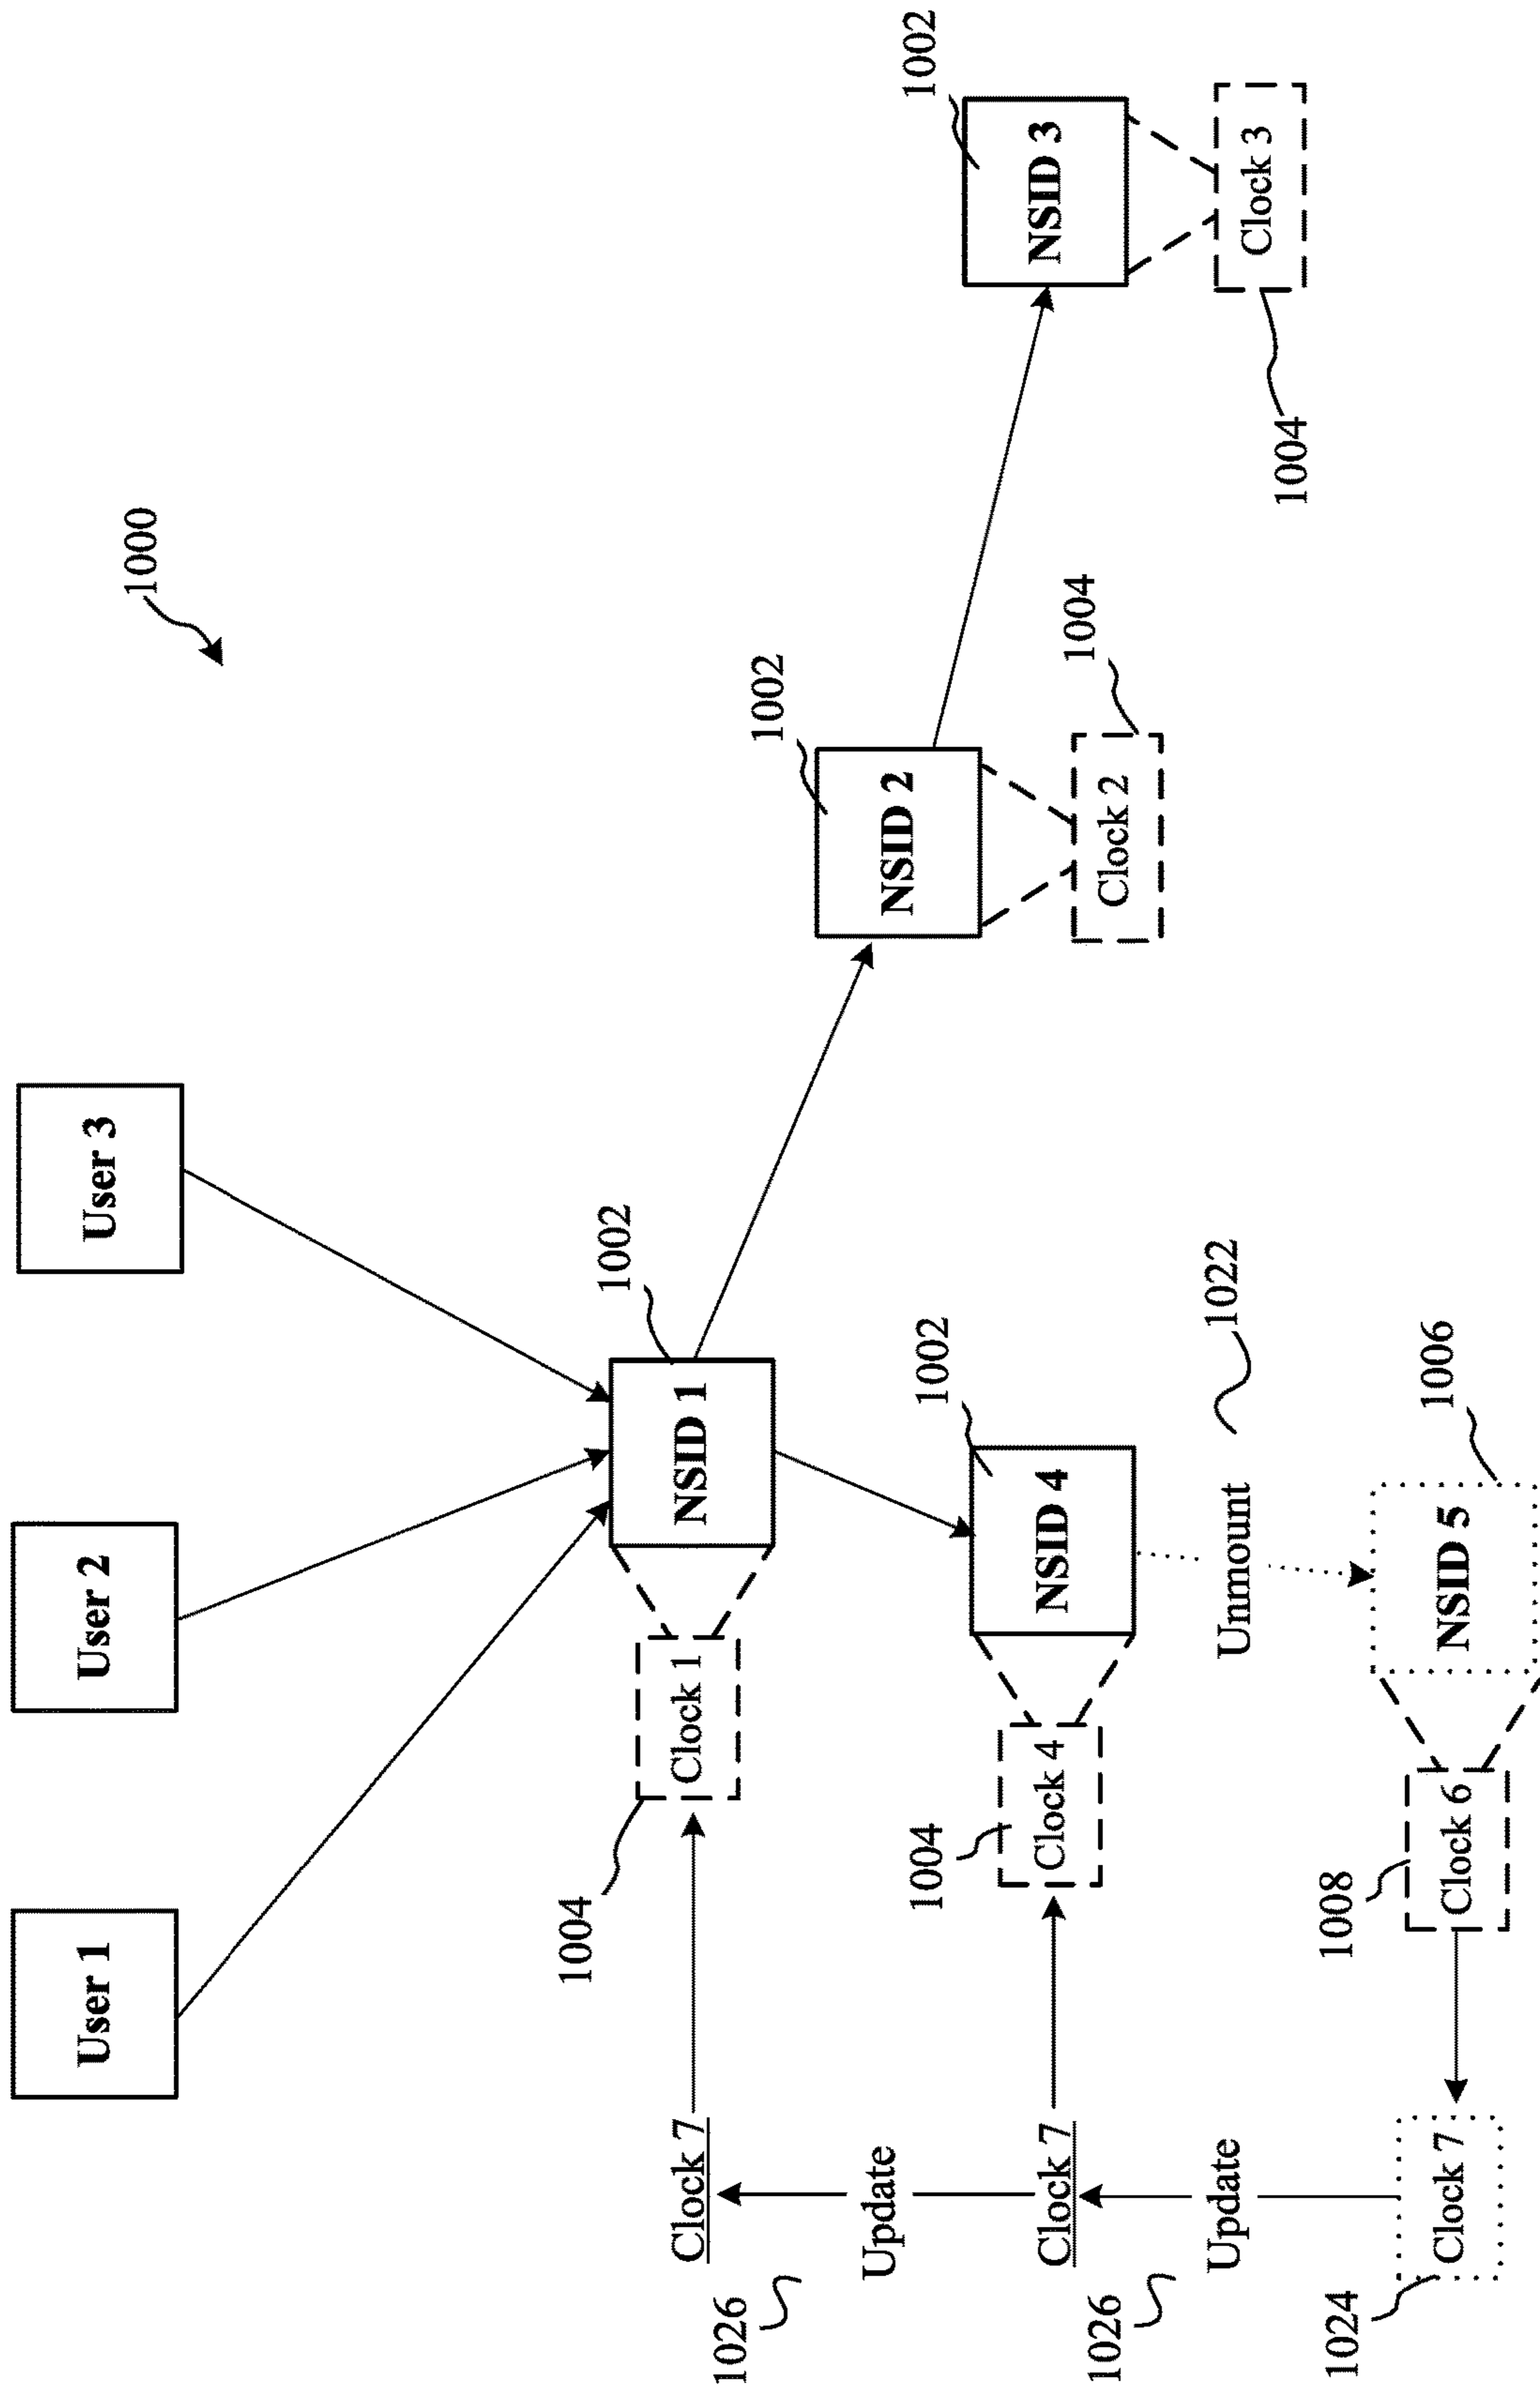 1000
User 1
User 2
User 3
1002
NSID 1
1004
Clock 1
Clock 7
1026
Update
1002
NSID 2
Clock 2
1004
1002
NSID 3
Clock 3
1004
1002
NSID 4
1004
Clock 4
Clock 7
1026
Update
Unmount
1022
1006
NSID 5
1008
Clock 6
Clock 7
1024